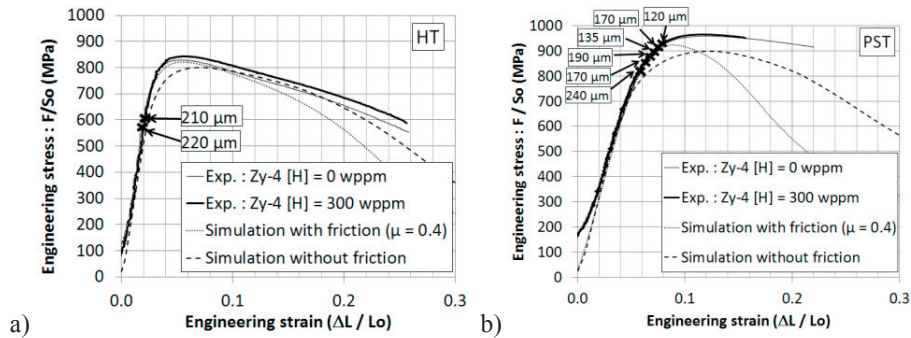 HT
Engineering stress : F/So (MPa)
1000
900
800
700
600
500
400
300
200
100
0
210 µm
220 µm
Exp. : Zy-4 [H] = 0 wppm
Exp. : Zy-4 [H] = 300 wppm
Simulation with friction (µ = 0.4)
Simulation without friction
0.0 0.1 0.2 0.3
Engineering strain (ΔL / Lo)
a)
PST
Engineering stress : F / So (MPa)
1000
900
800
700
600
500
400
300
200
100
0
170 µm
120 µm
135 µm
190 µm
170 µm
240 µm
Exp. : Zy-4 [H] = 0 wppm
Exp. : Zy-4 [H] = 300 wppm
Simulation with friction (µ = 0.4)
Simulation without friction
0.0 0.1 0.2 0.3
Engineering strain (ΔL / Lo)
b)